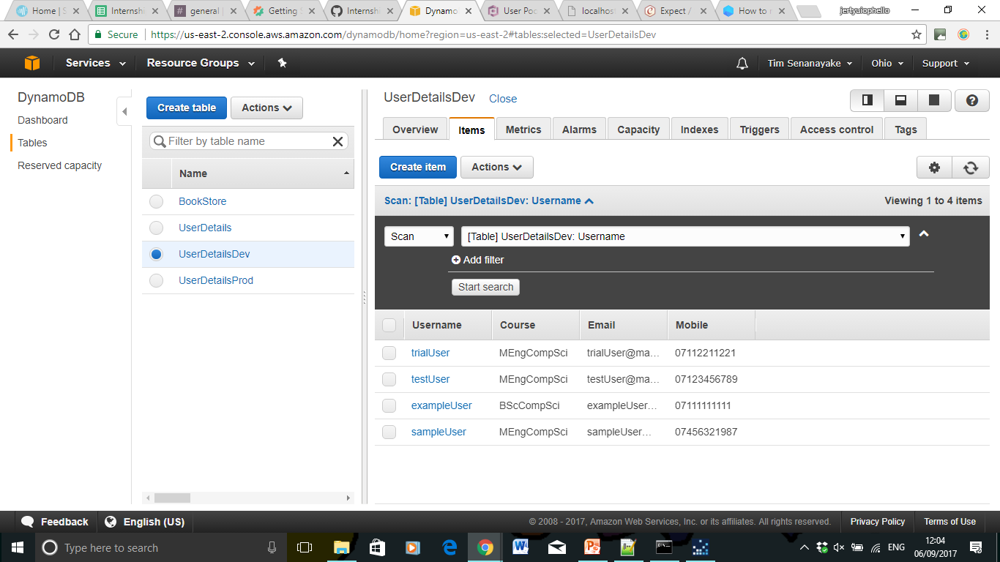 Home | S
Internsh
general |
Getting S
Internsh
Dynamo
User Poo
localhost
Expect
How to
jertyuiophello
Secure
https://us-east-2.console.aws.amazon.com/dynamodb/home?region=us-east-2#tables:selected=UserDetailsDev
Services
Resource Groups
Tim Senanayake
Ohio
Support
DynamoDB
Dashboard
Tables
Reserved capacity
Create table
Actions
Filter by table name
Name
BookStore
UserDetails
UserDetailsDev
UserDetailsProd
UserDetailsDev Close
Overview Items Metrics Alarms Capacity Indexes Triggers Access control Tags
Create item Actions
Scan: [Table] UserDetailsDev: Username Viewing 1 to 4 items
Scan [Table] UserDetailsDev: Username
Add filter
Start search
Username Course Email Mobile
trialUser MEngCompSci trialUser@ma... 07112211221
testUser MEngCompSci testUser@ma... 07123456789
exampleUser BScCompSci exampleUser... 07111111111
sampleUser MEngCompSci sampleUser... 07456321987
Feedback English (US) © 2008 - 2017, Amazon Web Services, Inc. or its affiliates. All rights reserved. Privacy Policy Terms of Use
Type here to search
ENG
12:04
06/09/2017